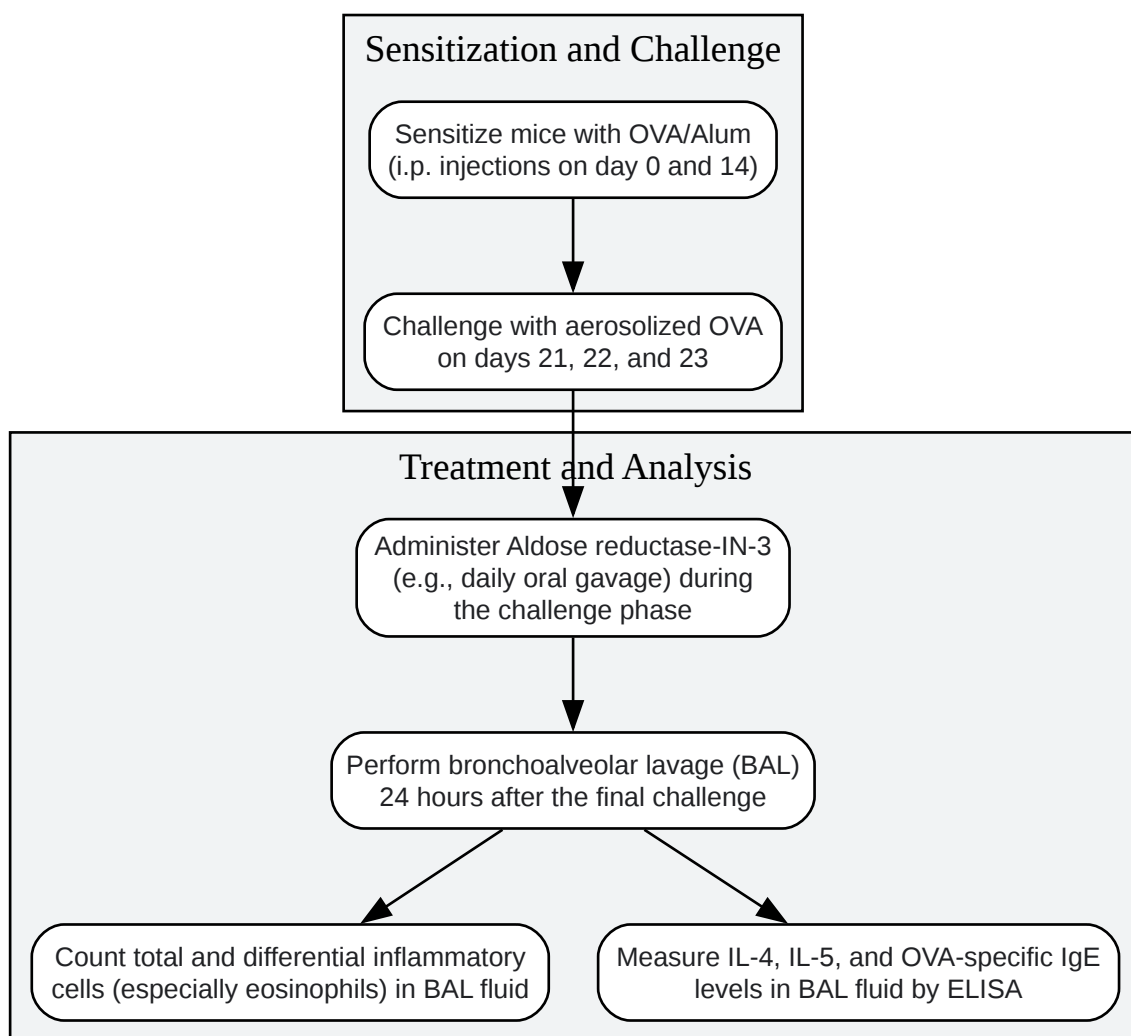 Sensitization and Challenge
Sensitize mice with OVA/Alum
(i.p. injections on day 0 and 14)
Challenge with aerosolized OVA
on days 21, 22, and 23
Treatment and Analysis
Administer Aldose reductase-IN-3
(e.g., daily oral gavage) during
the challenge phase
Perform bronchoalveolar lavage (BAL)
24 hours after the final challenge
Count total and differential inflammatory
cells (especially eosinophils) in BAL fluid
Measure IL-4, IL-5, and OVA-specific IgE
levels in BAL fluid by ELISA